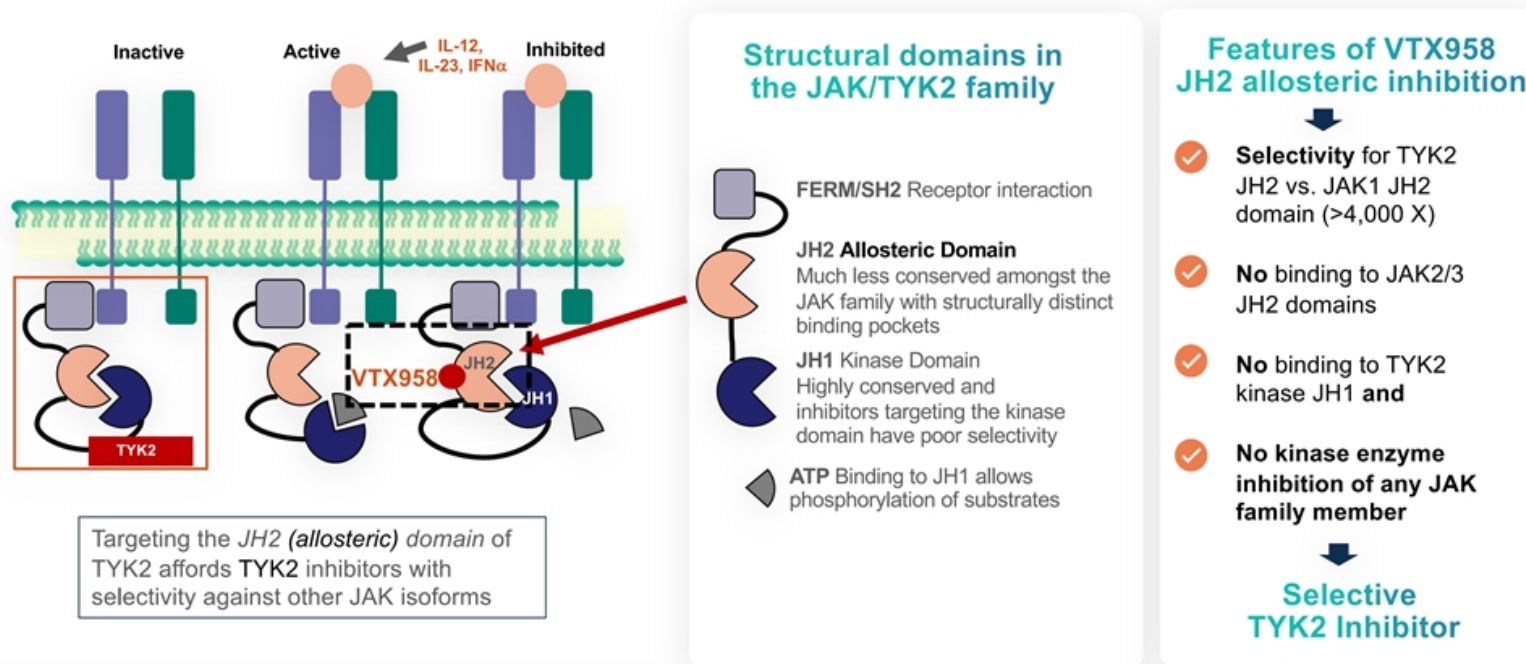 Inactive
Active
IL-12,
IL-23, IFNα
Inhibited
VTX958
JH2
JH1
TYK2
Targeting the JH2 (allosteric) domain of
TYK2 affords TYK2 inhibitors with
selectivity against other JAK isoforms
Structural domains in
the JAK/TYK2 family
FERM/SH2 Receptor interaction
JH2 Allosteric Domain
Much less conserved amongst the
JAK family with structurally distinct
binding pockets
JH1 Kinase Domain
Highly conserved and
inhibitors targeting the kinase
domain have poor selectivity
ATP Binding to JH1 allows
phosphorylation of substrates
Features of VTX958
JH2 allosteric inhibition
Selectivity for TYK2
JH2 vs. JAK1 JH2
domain (>4,000 X)
No binding to JAK2/3
JH2 domains
No binding to TYK2
kinase JH1 and
No kinase enzyme
inhibition of any JAK
family member
Selective
TYK2 Inhibitor